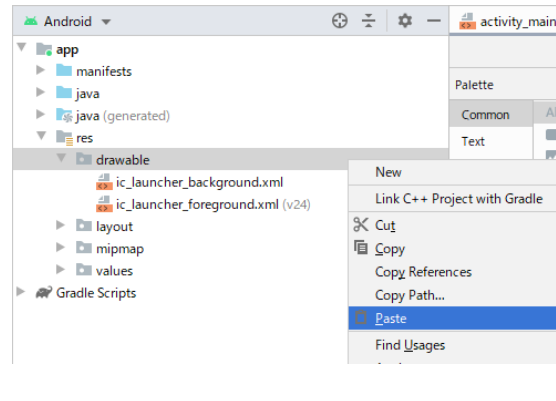 Android
activity_main
app
manifests
java
java (generated)
res
drawable
ic_launcher_background.xml
ic_launcher_foreground.xml (v24)
layout
mipmap
values
Gradle Scripts
Palette
Common
Text
New
Link C++ Project with Gradle
Cut
Copy
Copy References
Copy Path...
Paste
Find Usages